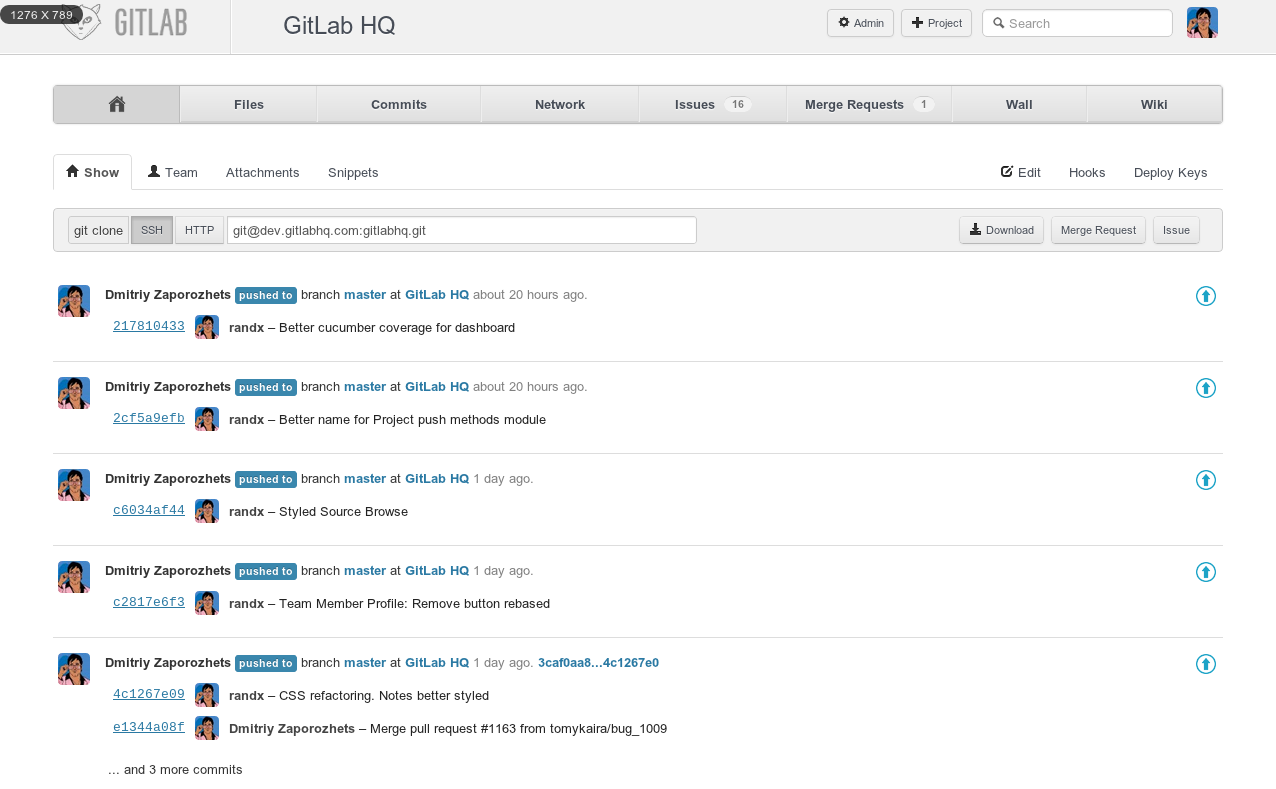 1276 X 789
GITLAB
GitLab HQ
Admin
Project
Search
Files
Commits
Network
Issues 16
Merge Requests 1
Wall
Wiki
Show
Team
Attachments
Snippets
Edit
Hooks
Deploy Keys
git clone
SSH
HTTP
git@dev.gitlabhq.com:gitlabhq.git
Download
Merge Request
Issue
Dmitriy Zaporozhets pushed to branch master at GitLab HQ about 20 hours ago.
217810433 randx – Better cucumber coverage for dashboard
Dmitriy Zaporozhets pushed to branch master at GitLab HQ about 20 hours ago.
2cf5a9efb randx – Better name for Project push methods module
Dmitriy Zaporozhets pushed to branch master at GitLab HQ 1 day ago.
c6034af44 randx – Styled Source Browse
Dmitriy Zaporozhets pushed to branch master at GitLab HQ 1 day ago.
c2817e6f3 randx – Team Member Profile: Remove button rebased
Dmitriy Zaporozhets pushed to branch master at GitLab HQ 1 day ago. 3caf0aa8...4c1267e0
4c1267e09 randx – CSS refactoring. Notes better styled
e1344a08f Dmitriy Zaporozhets – Merge pull request #1163 from tomykaira/bug_1009
... and 3 more commits